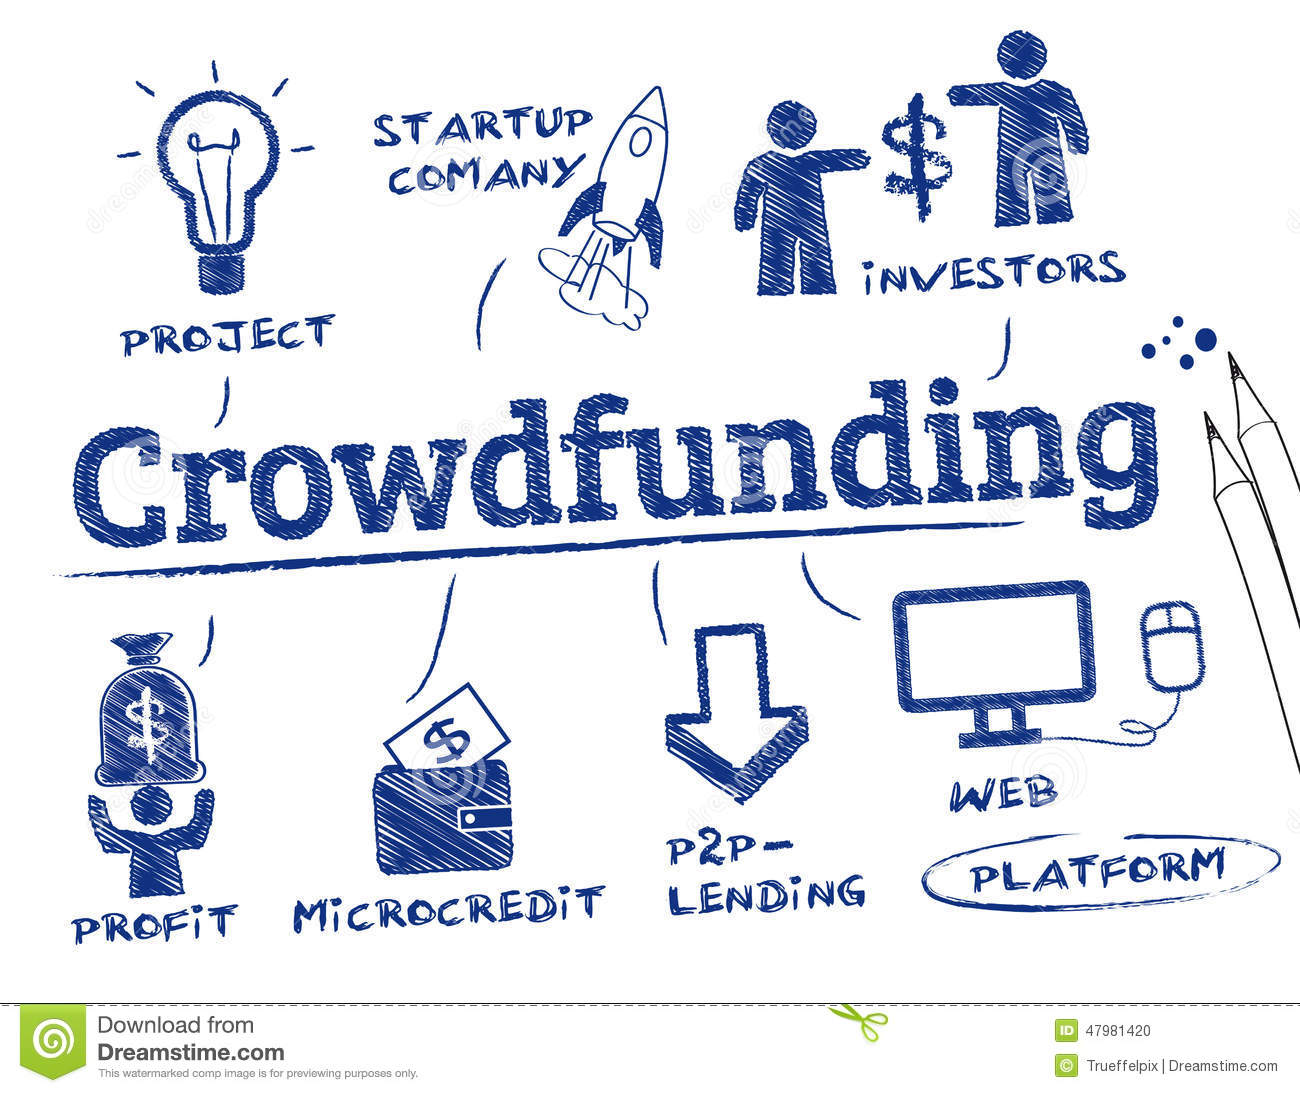 STARTUP
COMANY
INVESTORS
PROJECT
Crowdfunding
PROFIT
MICROCREDIT
P2P-
LENDING
WEB
PLATFORM
Download from
Dreamstime.com
This watermarked comp image is for previewing purposes only.
ID 47981420
© Trueffelpix | Dreamstime.com